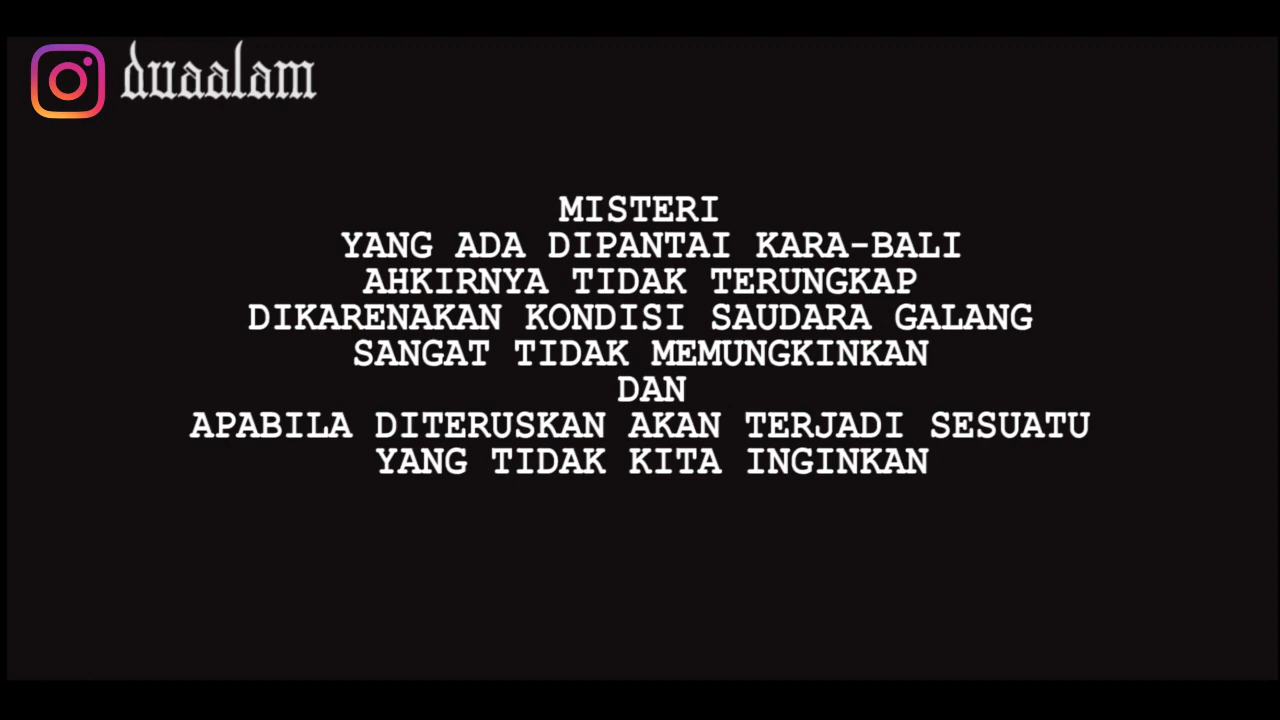 duaalam
MISTERI
YANG ADA DIPANTAI KARA-BALI
AHKIRNYA TIDAK TERUNGKAP
DIKARENAKAN KONDISI SAUDARA GALANG
SANGAT TIDAK MEMUNGKINKAN
DAN
APABILA DITERUSKAN AKAN TERJADI SESUATU
YANG TIDAK KITA INGINKAN